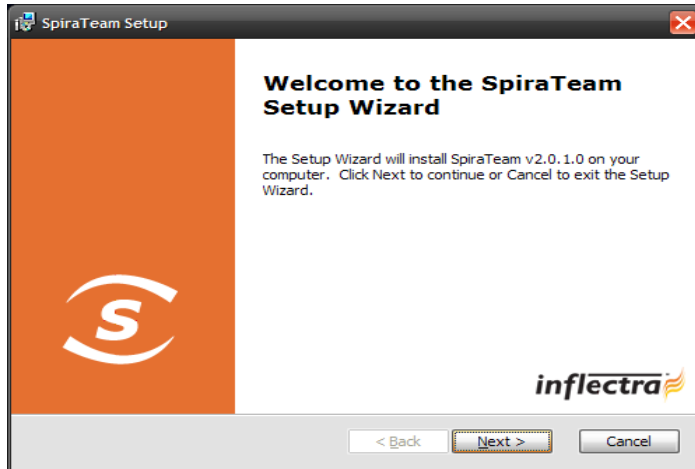 SpiraTeam Setup
Welcome to the SpiraTeam
Setup Wizard
The Setup Wizard will install SpiraTeam v2.0.1.0 on your
computer. Click Next to continue or Cancel to exit the Setup
Wizard.
S
inflectra
< Back Next > Cancel